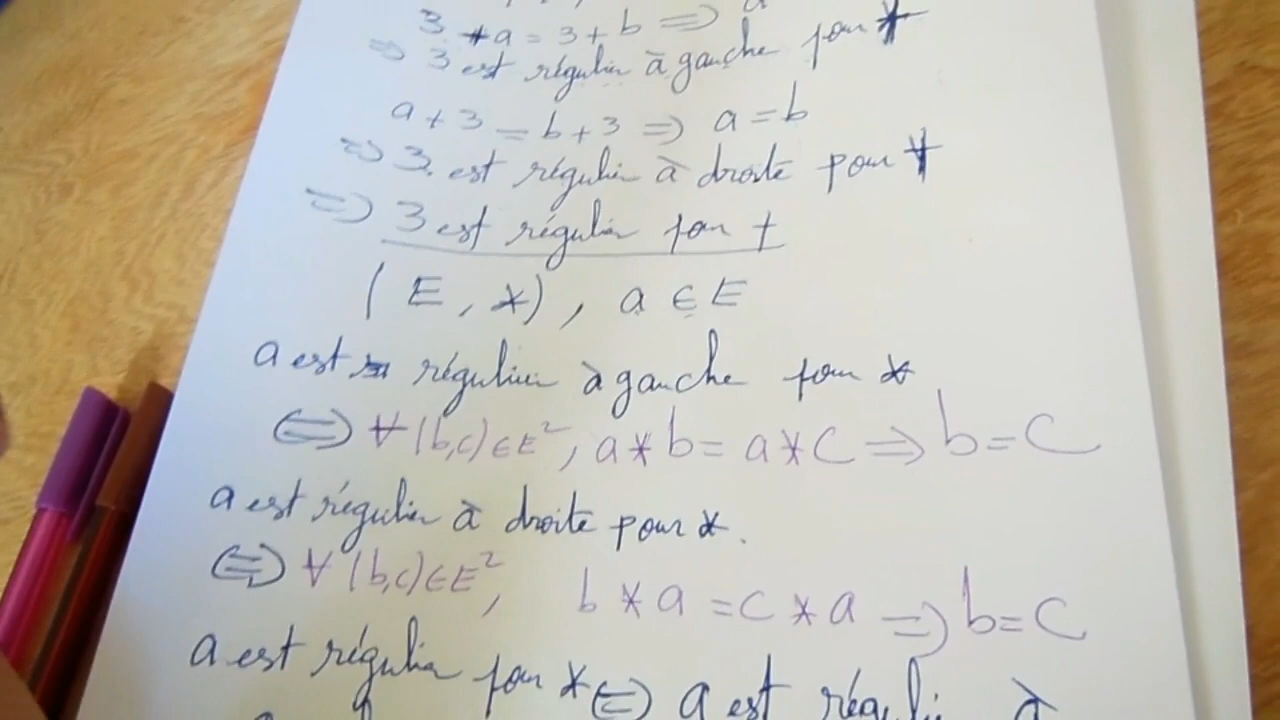 3 + a = 3 + b ⇒ a
⇒ 3 est régulier à gauche pour +
a + 3 = b + 3 ⇒ a = b
⇒ 3 est régulier à droite pour +
⇒ 3 est régulier pour +
(E, *), a ∈ E
a est régulier à gauche pour *
⇔ ∀ (b,c) ∈ E², a * b = a * c ⇒ b = c
a est régulier à droite pour *.
⇔ ∀ (b,c) ∈ E², b * a = c * a ⇒ b = c
a est régulier pour * ⇔ a est régulier à